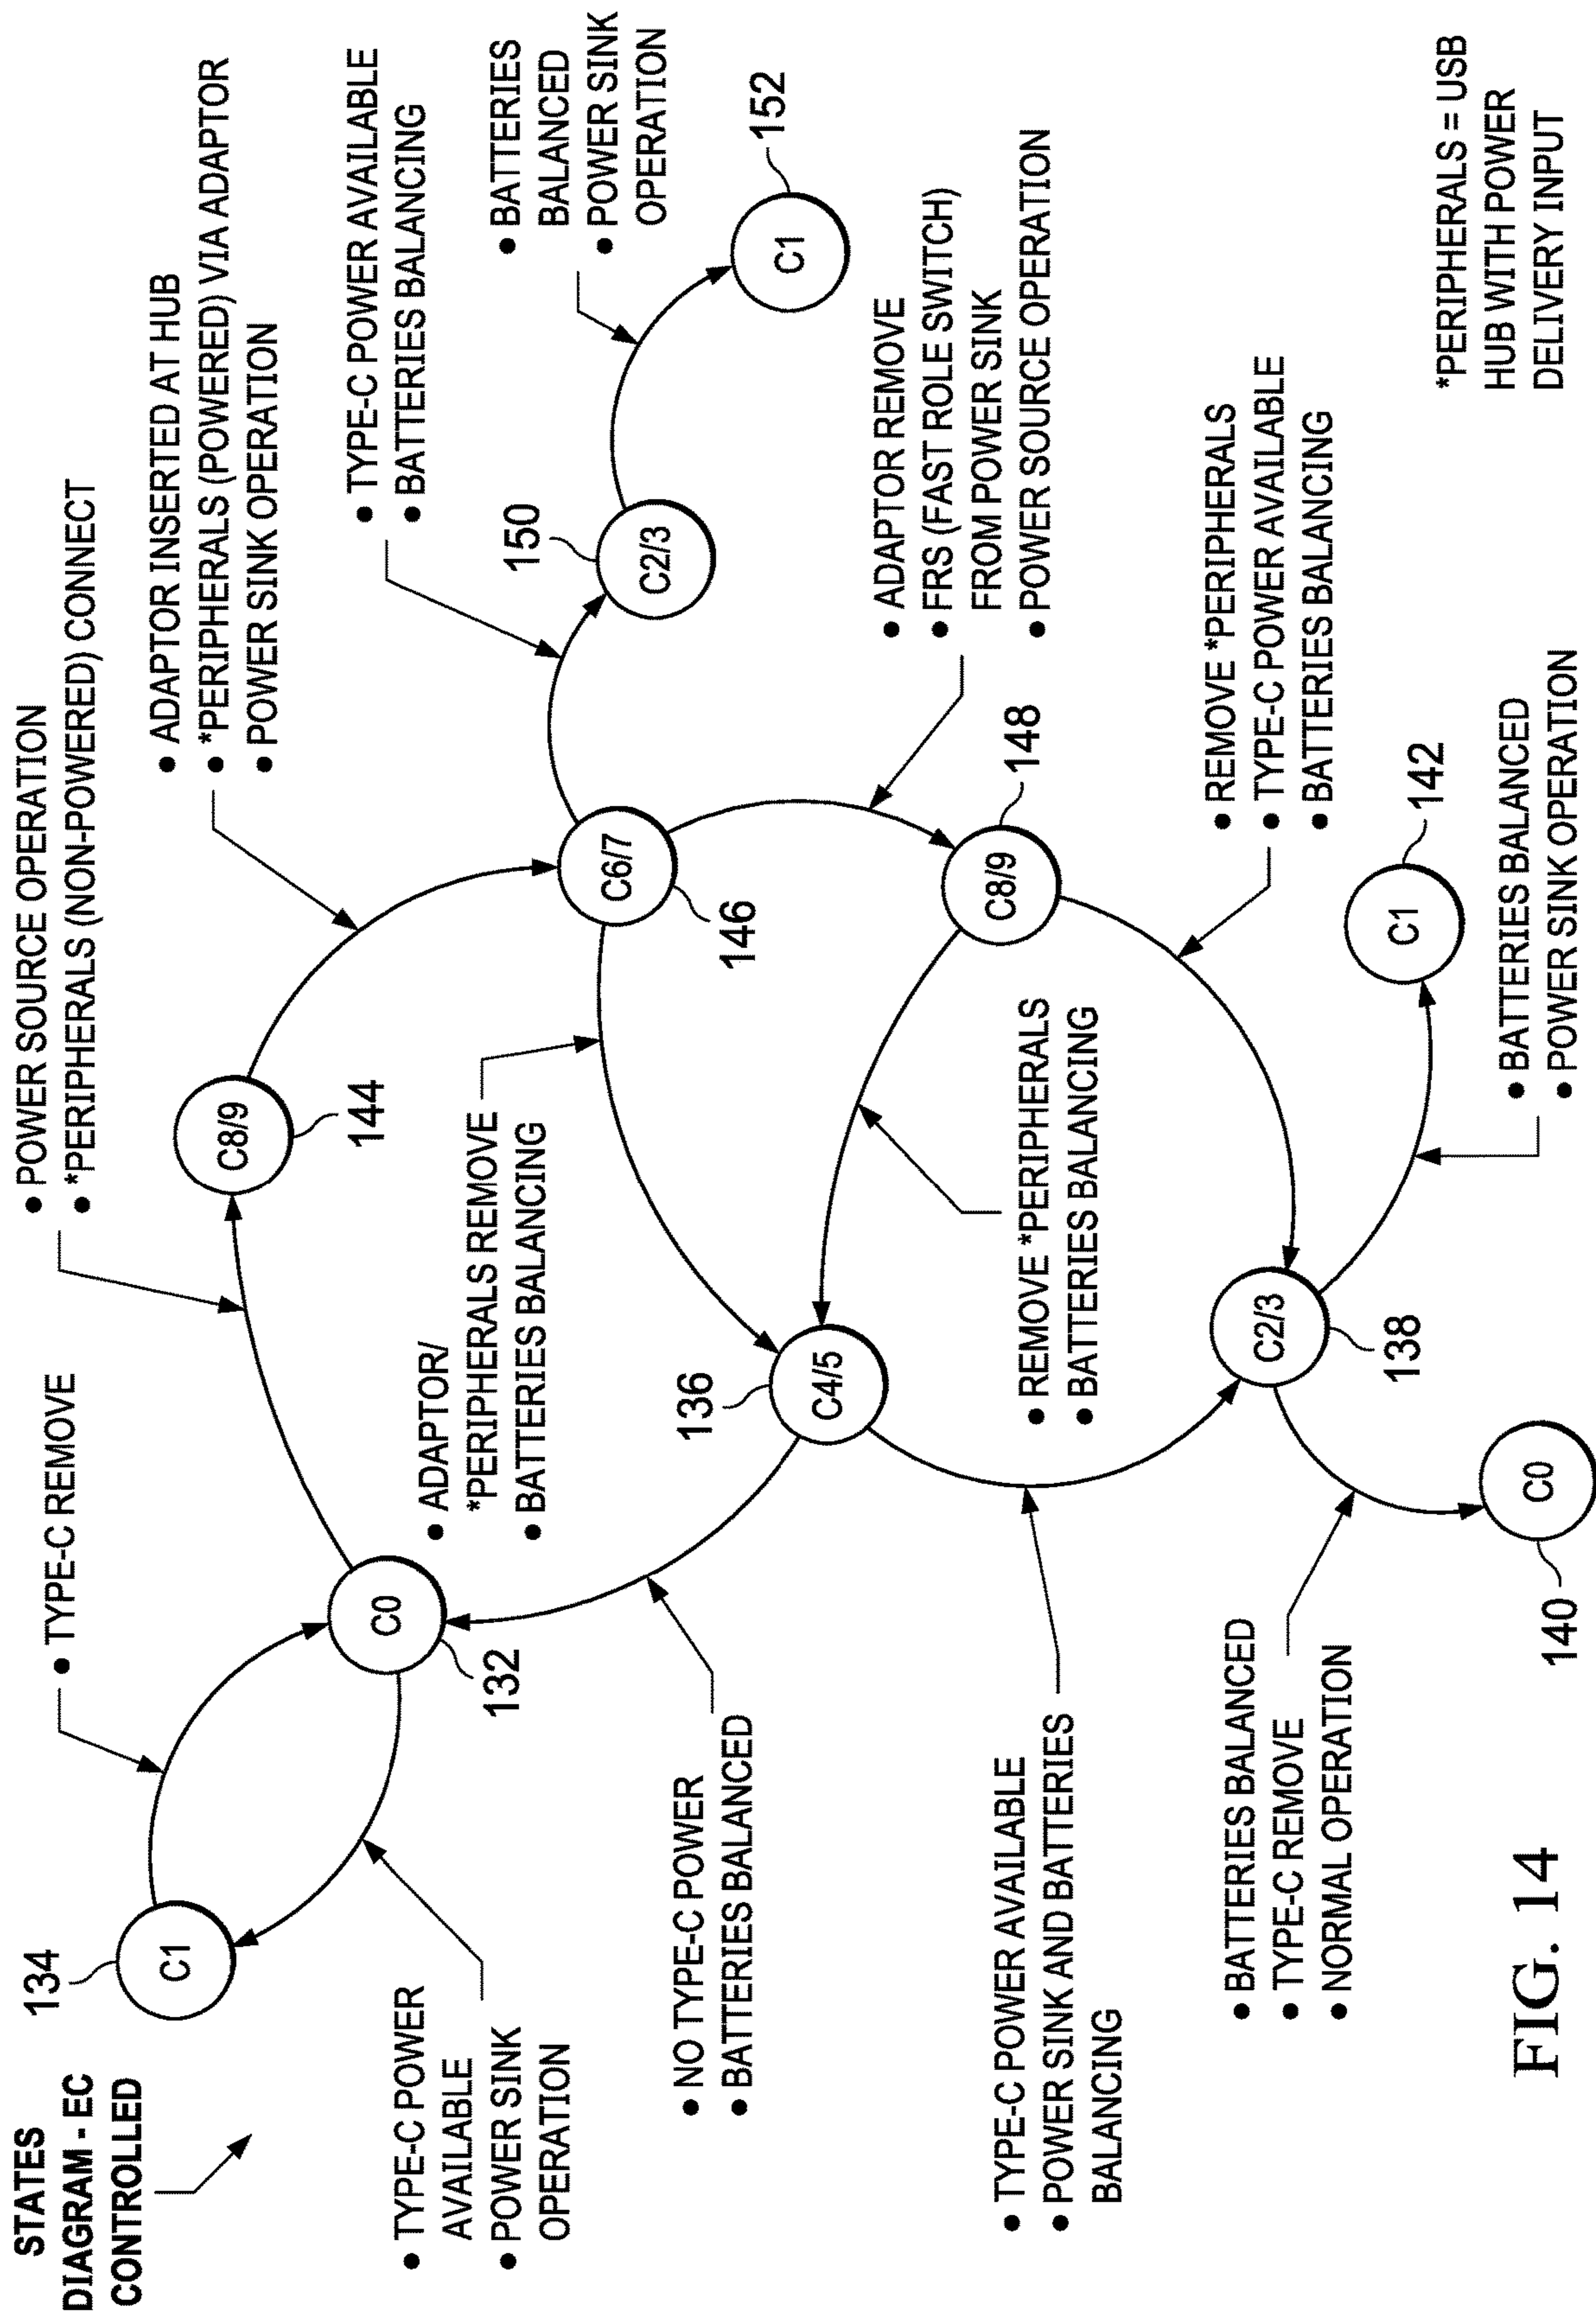 STATES
DIAGRAM - EC
CONTROLLED
134
C1
• TYPE-C REMOVE
• POWER SOURCE OPERATION
• *PERIPHERALS (NON-POWERED) CONNECT
• ADAPTOR INSERTED AT HUB
• *PERIPHERALS (POWERED) VIA ADAPTOR
• POWER SINK OPERATION
C8/9
144
• TYPE-C POWER
AVAILABLE
• POWER SINK
OPERATION
C0
132
• ADAPTOR/
*PERIPHERALS REMOVE
• BATTERIES BALANCING
C6/7
146
• TYPE-C POWER AVAILABLE
• BATTERIES BALANCING
150
C2/3
• BATTERIES
BALANCED
• POWER SINK
OPERATION
C1
152
• NO TYPE-C POWER
• BATTERIES BALANCED
136
C4/5
C8/9
148
• ADAPTOR REMOVE
• FRS (FAST ROLE SWITCH)
FROM POWER SINK
• POWER SOURCE OPERATION
• REMOVE *PERIPHERALS
• BATTERIES BALANCING
• TYPE-C POWER AVAILABLE
• POWER SINK AND BATTERIES
BALANCING
• REMOVE *PERIPHERALS
• TYPE-C POWER AVAILABLE
• BATTERIES BALANCING
C2/3
138
C1
142
• BATTERIES BALANCED
• TYPE-C REMOVE
• NORMAL OPERATION
C0
140
• BATTERIES BALANCED
• POWER SINK OPERATION
*PERIPHERALS = USB
HUB WITH POWER
DELIVERY INPUT
FIG. 14